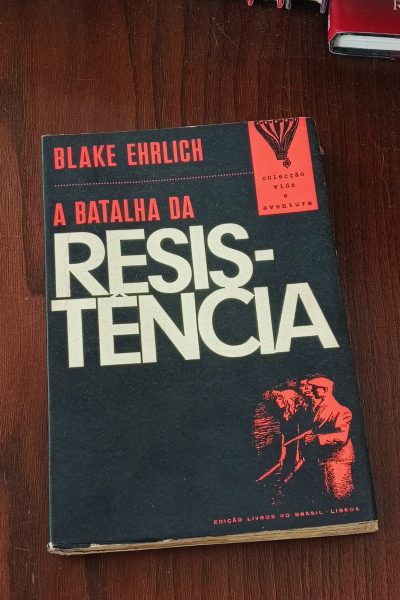 BLAKE EHRLICH
colecção
vida
e
aventura
A BATALHA DA
RESIS-
TÊNCIA
EDIÇÃO LIVROS DO BRASIL · LISBOA